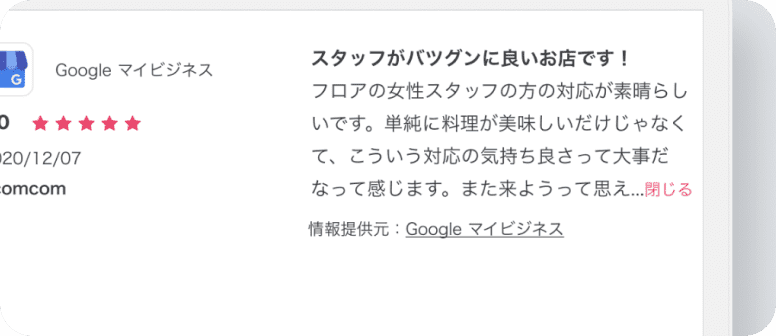 Google マイビジネス
0 ★★★★★
020/12/07
comcom
スタッフがバツグンに良いお店です！
フロアの女性スタッフの方の対応が素晴らし
いです。単純に料理が美味しいだけじゃなく
て、こういう対応の気持ち良さって大事だ
なって感じます。また来ようって思え...閉じる
情報提供元：Google マイビジネス